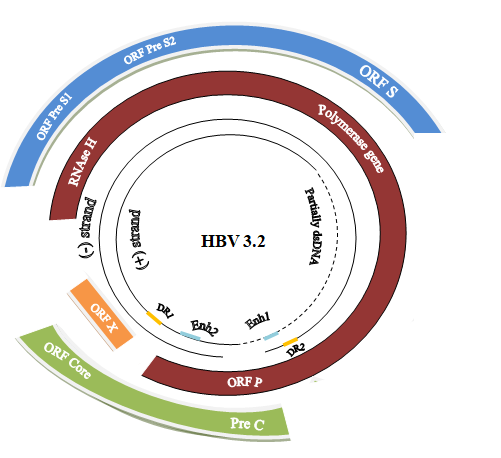 ORF Pre S1
ORF Pre S2
ORF S
RNAse H
Polymerase gene
(-) strand
(+) strand
Partially dsDNA
HBV 3.2
DR1
Enh2
Enh1
DR2
ORF X
ORF P
ORF Core
Pre C